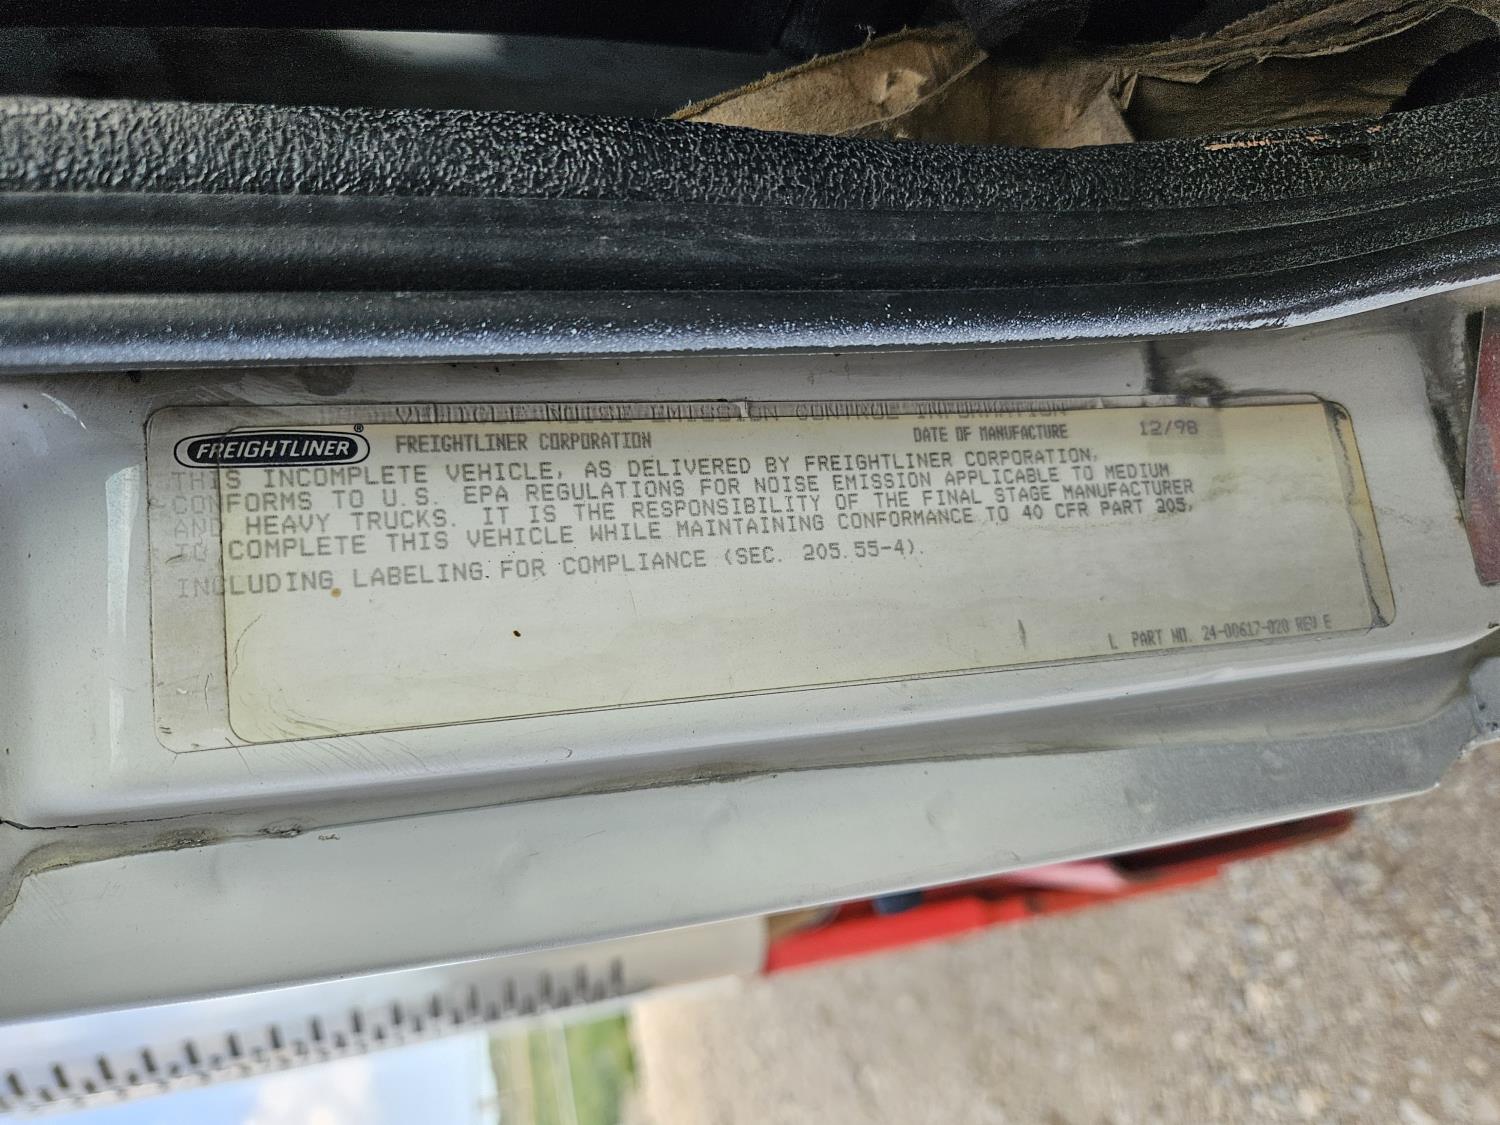 VEHICLE NOISE EMISSION CONTROL INFORMATION
FREIGHTLINER® FREIGHTLINER CORPORATION DATE OF MANUFACTURE 12/98
THIS INCOMPLETE VEHICLE, AS DELIVERED BY FREIGHTLINER CORPORATION,
CONFORMS TO U.S. EPA REGULATIONS FOR NOISE EMISSION APPLICABLE TO MEDIUM
AND HEAVY TRUCKS. IT IS THE RESPONSIBILITY OF THE FINAL STAGE MANUFACTURER
TO COMPLETE THIS VEHICLE WHILE MAINTAINING CONFORMANCE TO 40 CFR PART 205,
INCLUDING LABELING FOR COMPLIANCE (SEC. 205.55-4).
L PART NO. 24-00617-020 REV E